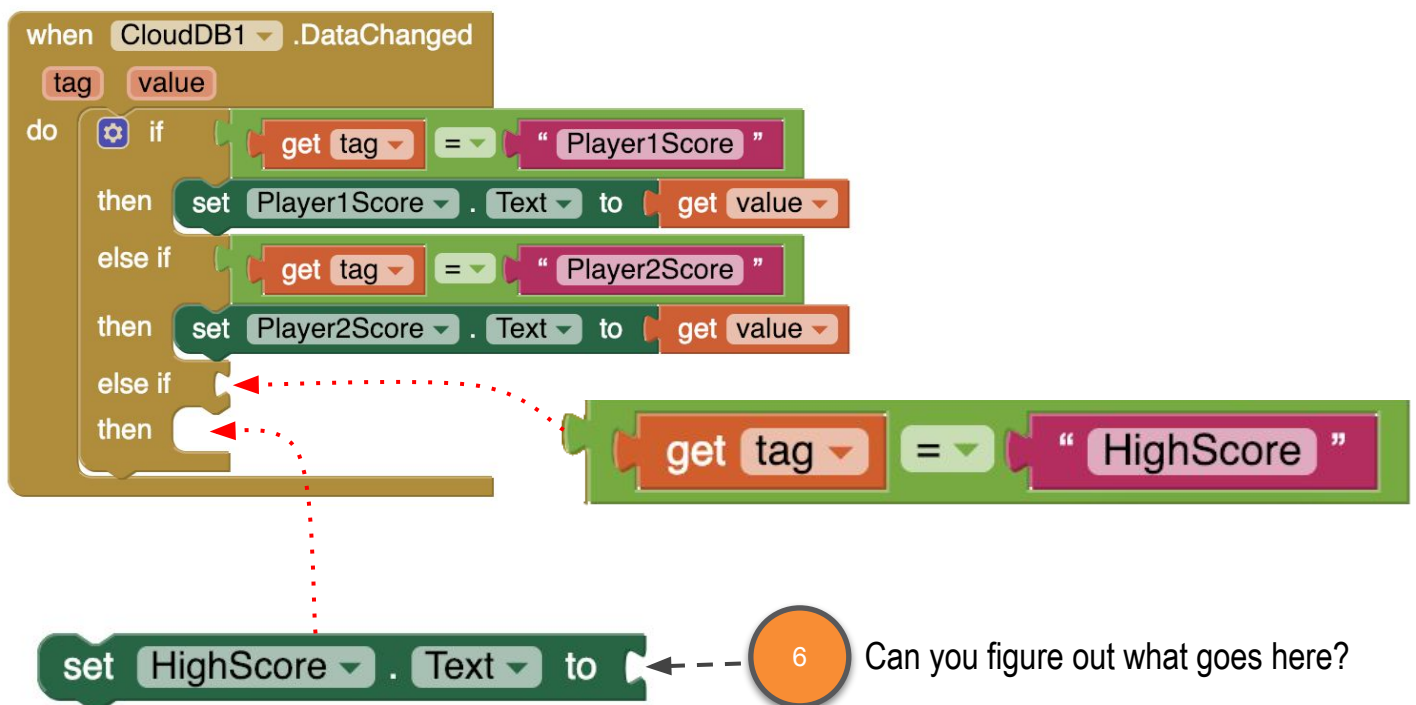 when CloudDB1 .DataChanged
tag value
do if get tag = “ Player1Score ”
then set Player1Score . Text to get value
else if get tag = “ Player2Score ”
then set Player2Score . Text to get value
else if
then
get tag = “ HighScore ”
set HighScore . Text to
6 Can you figure out what goes here?